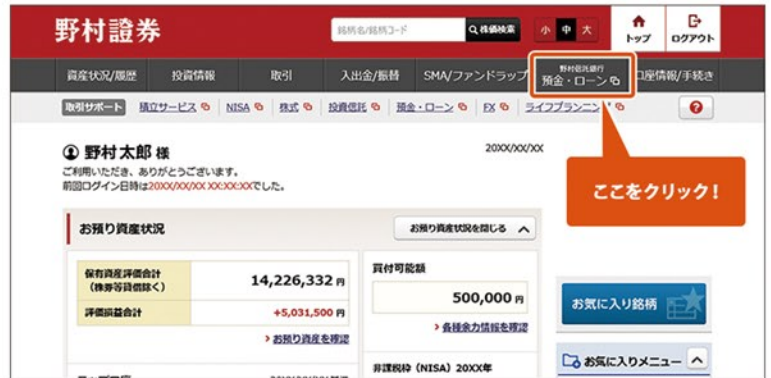 野村證券
銘柄名/銘柄コード
株価検索
小 中 大
トップ
ログアウト
資産状況/履歴
投資情報
取引
入出金/振替
SMA/ファンドラップ
野村信託銀行
預金・ローン
口座情報/手続き
取引サポート
積立サービス
NISA
株式
投資信託
預金・ローン
FX
ライフプランニング
?
① 野村 太郎 様
20XX/XX/XX
ご利用いただき、ありがとうございます。
前回ログイン日時は20XX/XX/XX XX:XX:XXでした。
ここをクリック!
お預り資産状況
お預り資産状況を閉じる
保有資産評価合計
(株券等貸借除く)
14,226,332 円
評価損益合計
+5,031,500 円
お預り資産を確認
買付可能額
500,000 円
各種余力情報を確認
非課税枠(NISA)20XX年
お気に入り銘柄
お気に入りメニュー